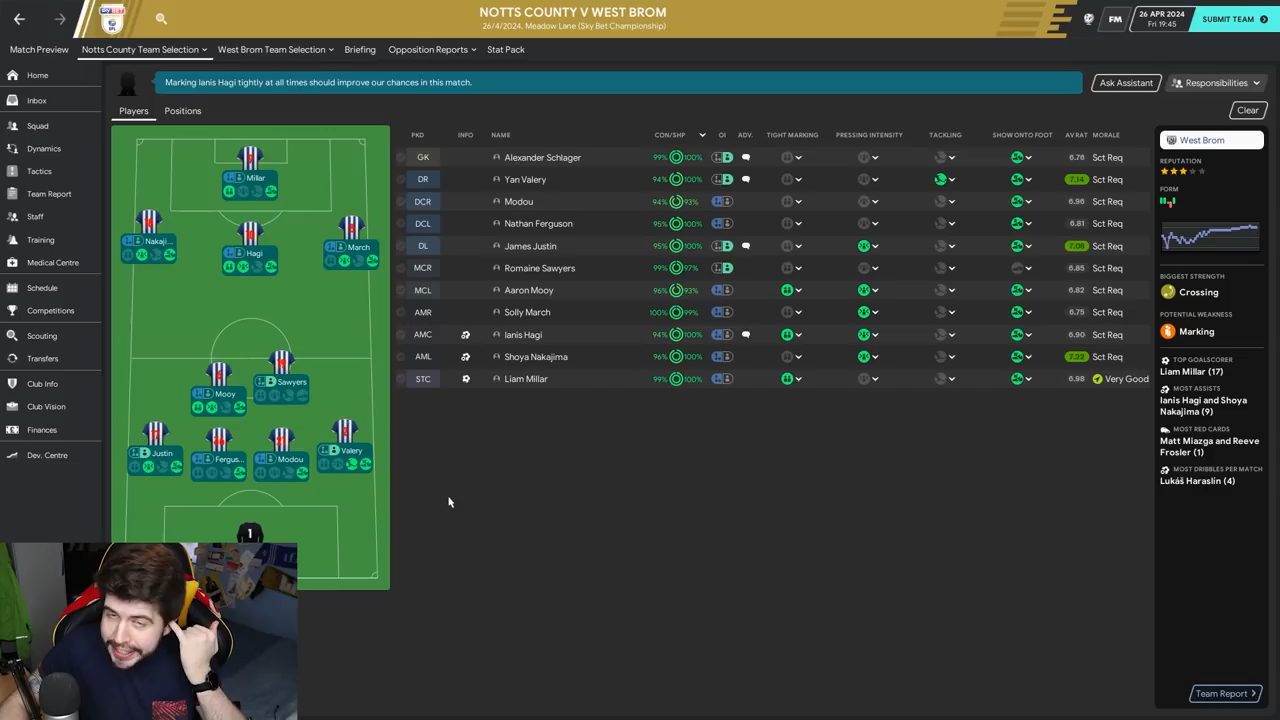 NOTTS COUNTY V WEST BROM
26/4/2024, Meadow Lane (Sky Bet Championship)
FM
26 APR 2024
Fri 19:45
SUBMIT TEAM
Match Preview
Notts County Team Selection
West Brom Team Selection
Briefing
Opposition Reports
Stat Pack
Home
Inbox
Squad
Dynamics
Tactics
Team Report
Staff
Training
Medical Centre
Schedule
Competitions
Scouting
Transfers
Club Info
Club Vision
Finances
Dev. Centre
Marking Ianis Hagi tightly at all times should improve our chances in this match.
Ask Assistant
Responsibilities
Players
Positions
Clear
Millar
Nakaji...
Hagi
March
Mooy
Sawyers
Justin
Fergus...
Modou
Valery
1
PKD INFO NAME CON/SHP OI ADV. TIGHT MARKING PRESSING INTENSITY TACKLING SHOW ONTO FOOT AV RAT MORALE
GK Alexander Schlager 99% 100% 6.76 Sct Req
DR Yan Valery 94% 100% 7.14 Sct Req
DCR Modou 94% 93% 6.96 Sct Req
DCL Nathan Ferguson 95% 100% 6.81 Sct Req
DL James Justin 95% 100% 7.08 Sct Req
MCR Romaine Sawyers 99% 97% 6.85 Sct Req
MCL Aaron Mooy 96% 93% 6.82 Sct Req
AMR Solly March 100% 99% 6.75 Sct Req
AMC Ianis Hagi 94% 100% 6.90 Sct Req
AML Shoya Nakajima 96% 100% 7.22 Sct Req
STC Liam Millar 99% 100% 6.98 Very Good
West Brom
REPUTATION
FORM
BIGGEST STRENGTH
Crossing
POTENTIAL WEAKNESS
Marking
TOP GOALSCORER
Liam Millar (17)
MOST ASSISTS
Ianis Hagi and Shoya
Nakajima (9)
MOST RED CARDS
Matt Miazga and Reeve
Frosler (1)
MOST DRIBBLES PER MATCH
Lukáš Haraslín (4)
Team Report